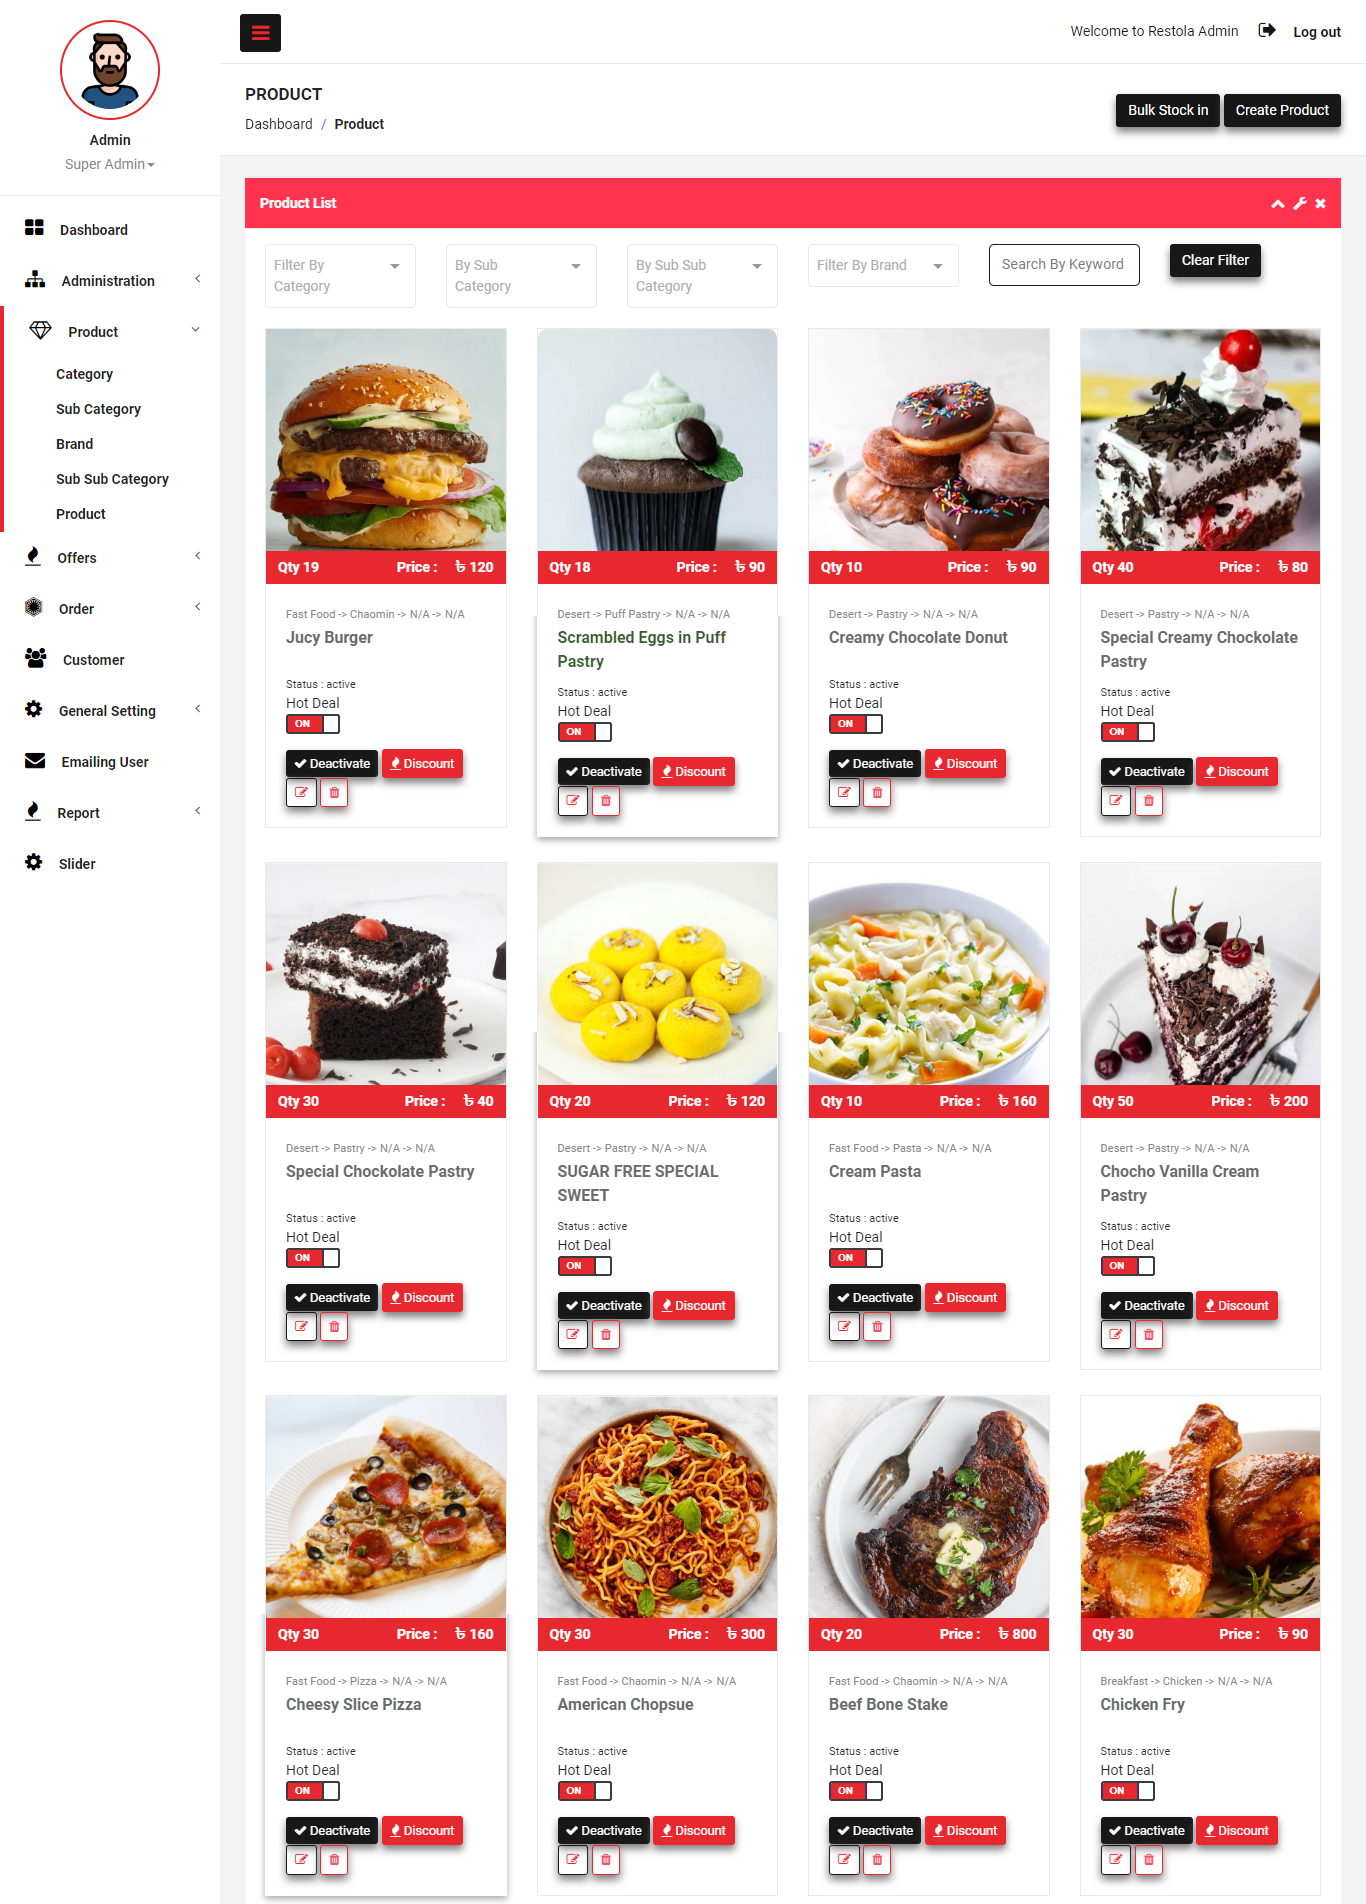 Welcome to Restola Admin Log out
Admin
Super Admin
Dashboard
Administration
Product
Category
Sub Category
Brand
Sub Sub Category
Product
Offers
Order
Customer
General Setting
Emailing User
Report
Slider
PRODUCT
Dashboard / Product
Bulk Stock in Create Product
Product List
Filter By
Category
By Sub
Category
By Sub Sub
Category
Filter By Brand
Search By Keyword
Clear Filter
Qty 19 Price : ৳ 120
Fast Food -> Chaomin -> N/A -> N/A
Jucy Burger
Status : active
Hot Deal
ON
Deactivate Discount
Qty 18 Price : ৳ 90
Desert -> Puff Pastry -> N/A -> N/A
Scrambled Eggs in Puff
Pastry
Status : active
Hot Deal
ON
Deactivate Discount
Qty 10 Price : ৳ 90
Desert -> Pastry -> N/A -> N/A
Creamy Chocolate Donut
Status : active
Hot Deal
ON
Deactivate Discount
Qty 40 Price : ৳ 80
Desert -> Pastry -> N/A -> N/A
Special Creamy Chockolate
Pastry
Status : active
Hot Deal
ON
Deactivate Discount
Qty 30 Price : ৳ 40
Desert -> Pastry -> N/A -> N/A
Special Chockolate Pastry
Status : active
Hot Deal
ON
Deactivate Discount
Qty 20 Price : ৳ 120
Desert -> Pastry -> N/A -> N/A
SUGAR FREE SPECIAL
SWEET
Status : active
Hot Deal
ON
Deactivate Discount
Qty 10 Price : ৳ 160
Fast Food -> Pasta -> N/A -> N/A
Cream Pasta
Status : active
Hot Deal
ON
Deactivate Discount
Qty 50 Price : ৳ 200
Desert -> Pastry -> N/A -> N/A
Chocho Vanilla Cream
Pastry
Status : active
Hot Deal
ON
Deactivate Discount
Qty 30 Price : ৳ 160
Fast Food -> Pizza -> N/A -> N/A
Cheesy Slice Pizza
Status : active
Hot Deal
ON
Deactivate Discount
Qty 30 Price : ৳ 300
Fast Food -> Chaomin -> N/A -> N/A
American Chopsue
Status : active
Hot Deal
ON
Deactivate Discount
Qty 20 Price : ৳ 800
Fast Food -> Chaomin -> N/A -> N/A
Beef Bone Stake
Status : active
Hot Deal
ON
Deactivate Discount
Qty 30 Price : ৳ 90
Breakfast -> Chicken -> N/A -> N/A
Chicken Fry
Status : active
Hot Deal
ON
Deactivate Discount